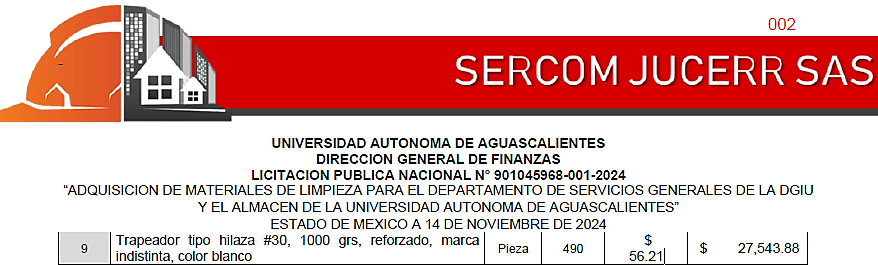 002
SERCOM JUCERR SAS
UNIVERSIDAD AUTONOMA DE AGUASCALIENTES
DIRECCION GENERAL DE FINANZAS
LICITACION PUBLICA NACIONAL N° 901045968-001-2024
“ADQUISICION DE MATERIALES DE LIMPIEZA PARA EL DEPARTAMENTO DE SERVICIOS GENERALES DE LA DGIU
Y EL ALMACEN DE LA UNIVERSIDAD AUTONOMA DE AGUASCALIENTES”
ESTADO DE MEXICO A 14 DE NOVIEMBRE DE 2024
9 Trapeador tipo hilaza #30, 1000 grs, reforzado, marca indistinta, color blanco Pieza 490 $ 56.21 $ 27,543.88